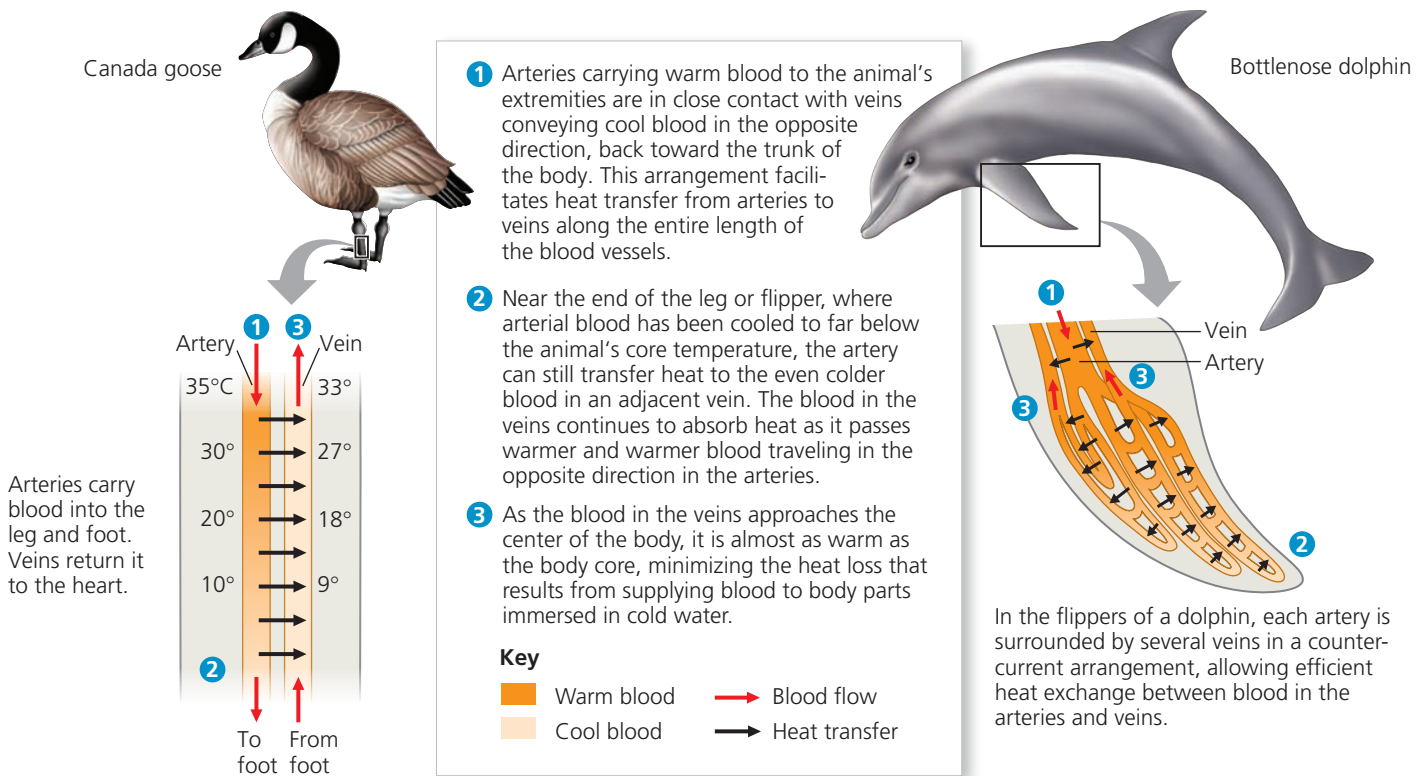 Canada goose
1 Arteries carrying warm blood to the animal's
extremities are in close contact with veins
conveying cool blood in the opposite
direction, back toward the trunk of
the body. This arrangement facili-
tates heat transfer from arteries to
veins along the entire length of
the blood vessels.
2 Near the end of the leg or flipper, where
arterial blood has been cooled to far below
the animal's core temperature, the artery
can still transfer heat to the even colder
blood in an adjacent vein. The blood in the
veins continues to absorb heat as it passes
warmer and warmer blood traveling in the
opposite direction in the arteries.
3 As the blood in the veins approaches the
center of the body, it is almost as warm as
the body core, minimizing the heat loss that
results from supplying blood to body parts
immersed in cold water.
Key
Warm blood
Blood flow
Cool blood
Heat transfer
1 3
Artery Vein
35°C 33°
30° 27°
20° 18°
10° 9°
2
To
foot
From
foot
Arteries carry
blood into the
leg and foot.
Veins return it
to the heart.
Bottlenose dolphin
1
Vein
Artery
3
3
2
In the flippers of a dolphin, each artery is
surrounded by several veins in a counter-
current arrangement, allowing efficient
heat exchange between blood in the
arteries and veins.